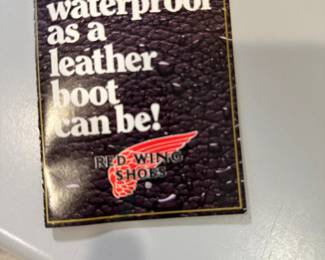 waterproof
as a
leather
boot
can be!
RED WING
SHOES